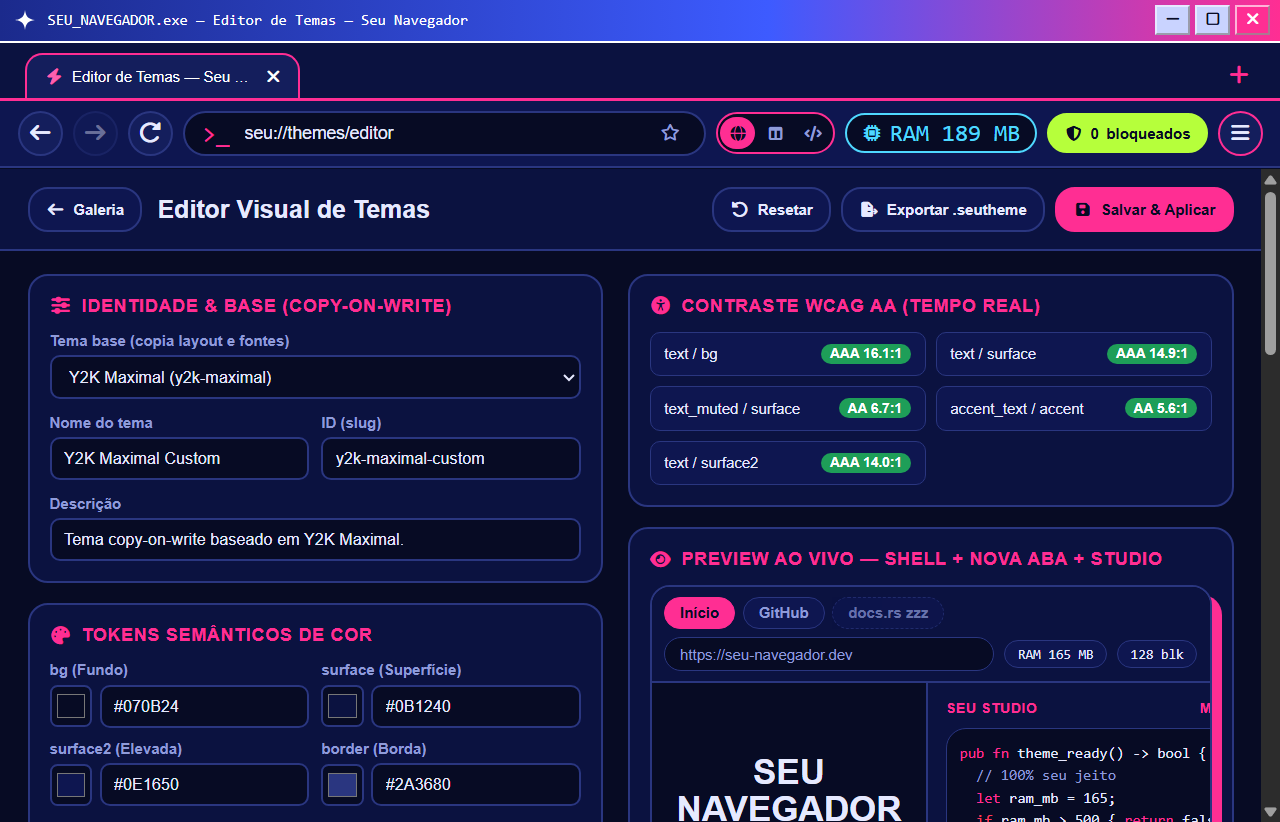 SEU_NAVEGADOR.exe — Editor de Temas — Seu Navegador
Editor de Temas — Seu ...
seu://themes/editor
RAM 189 MB
0 bloqueados
Galeria
Editor Visual de Temas
Resetar
Exportar .seutheme
Salvar & Aplicar
IDENTIDADE & BASE (COPY-ON-WRITE)
Tema base (copia layout e fontes)
Y2K Maximal (y2k-maximal)
Nome do tema
ID (slug)
Y2K Maximal Custom
y2k-maximal-custom
Descrição
Tema copy-on-write baseado em Y2K Maximal.
TOKENS SEMÂNTICOS DE COR
bg (Fundo)
surface (Superfície)
#070B24
#0B1240
surface2 (Elevada)
border (Borda)
#0E1650
#2A3680
CONTRASTE WCAG AA (TEMPO REAL)
text / bg
AAA 16.1:1
text / surface
AAA 14.9:1
text_muted / surface
AA 6.7:1
accent_text / accent
AA 5.6:1
text / surface2
AAA 14.0:1
PREVIEW AO VIVO — SHELL + NOVA ABA + STUDIO
Início
GitHub
docs.rs zzz
https://seu-navegador.dev
RAM 165 MB
128 blk
SEU
NAVEGADOR
SEU STUDIO
M
pub fn theme_ready() -> bool {
// 100% seu jeito
let ram_mb = 165;
if ram_mb > 500 { return fals